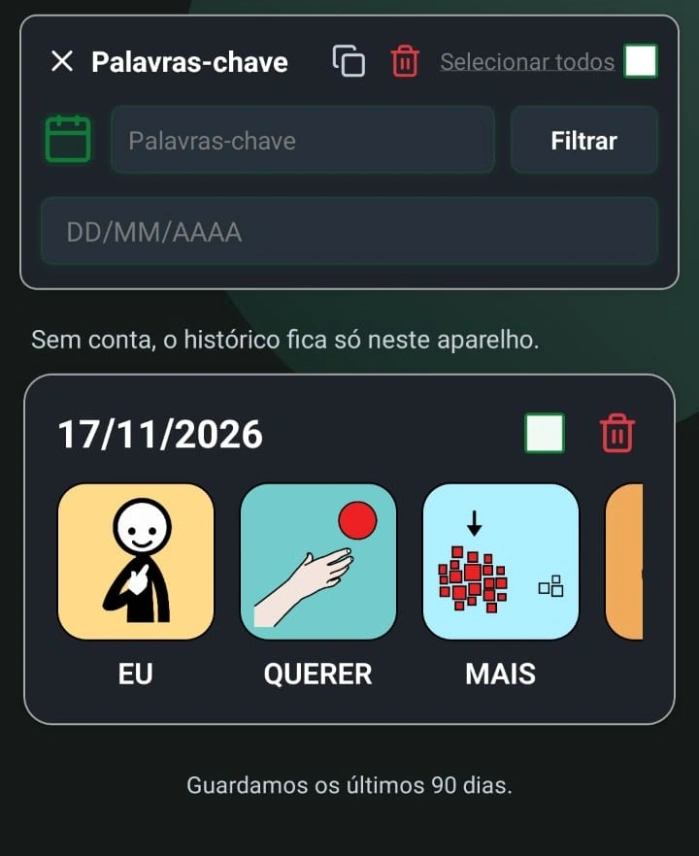 Palavras-chave Selecionar todos
Palavras-chave Filtrar
DD/MM/AAAA
Sem conta, o histórico fica só neste aparelho.
17/11/2026
EU QUERER MAIS
Guardamos os últimos 90 dias.